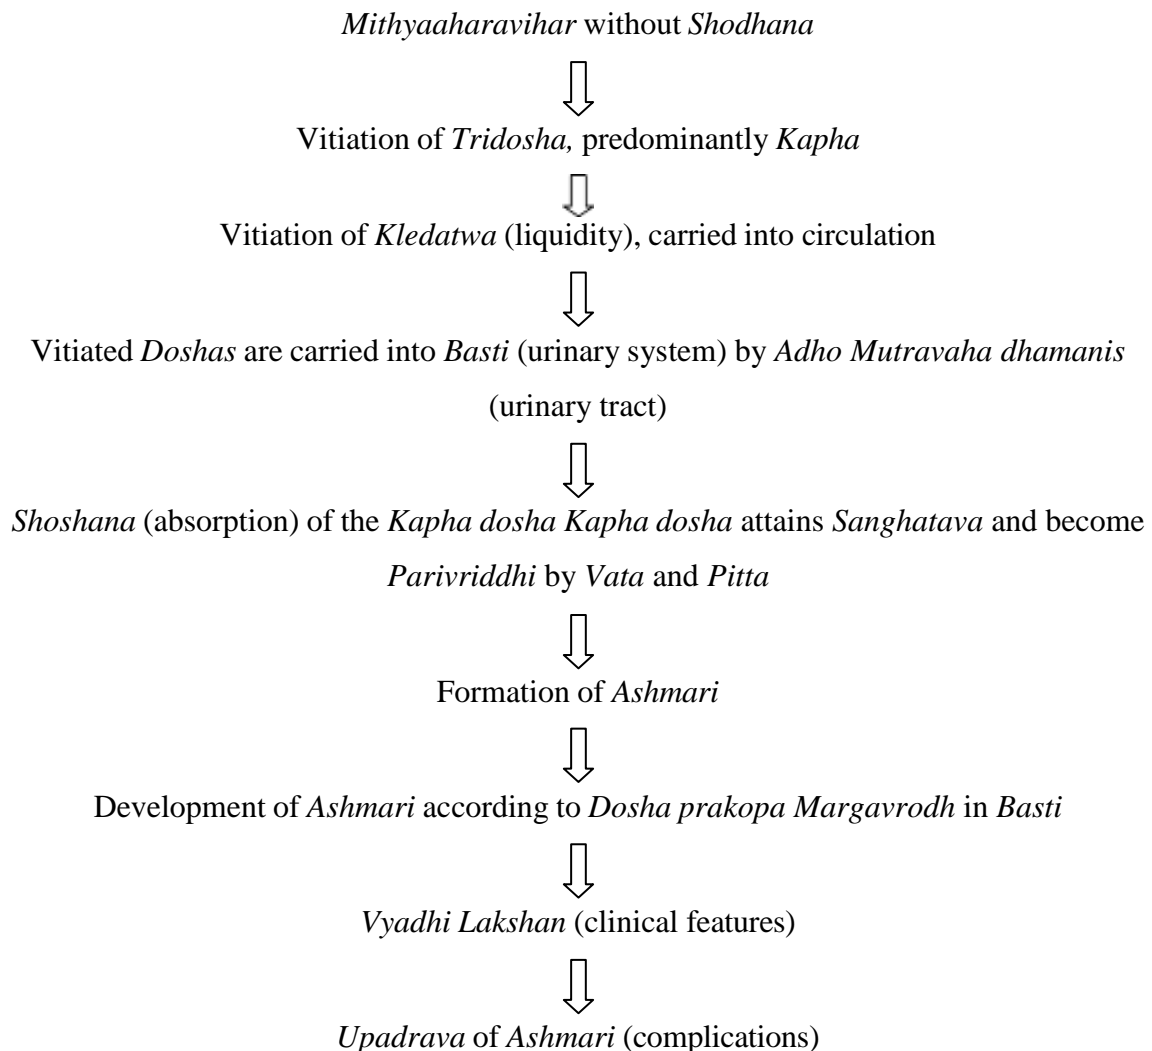 Mithyaaharavihar without Shodhana
Vitiation of Tridosha, predominantly Kapha
Vitiation of Kledatwa (liquidity), carried into circulation
Vitiated Doshas are carried into Basti (urinary system) by Adho Mutravaha dhamanis
(urinary tract)
Shoshana (absorption) of the Kapha dosha Kapha dosha attains Sanghatava and become
Parivriddhi by Vata and Pitta
Formation of Ashmari
Development of Ashmari according to Dosha prakopa Margavrodh in Basti
Vyadhi Lakshan (clinical features)
Upadrava of Ashmari (complications)